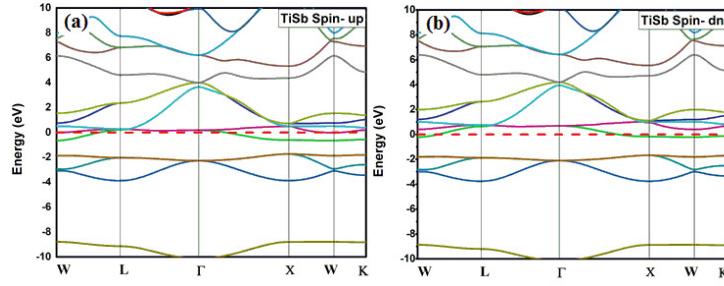 (a)
TiSb Spin- up
10
8
6
4
2
0
-2
-4
-6
-8
-10
Energy (eV)
W
L
Γ
X
W
K
(b)
TiSb Spin- dn
10
8
6
4
2
0
-2
-4
-6
-8
-10
Energy (eV)
W
L
Γ
X
W
K